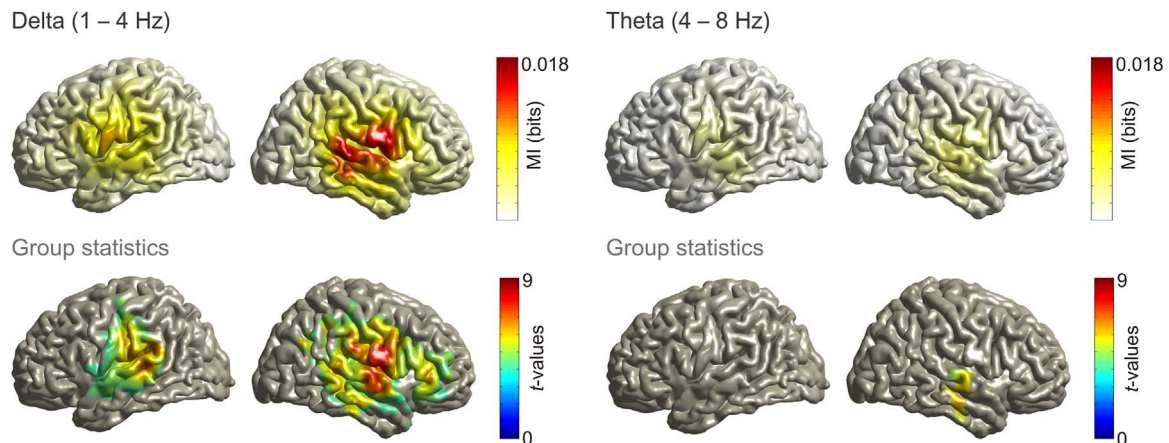 Delta (1 – 4 Hz)
0.018
MI (bits)
Group statistics
9
t-values
0
Theta (4 – 8 Hz)
0.018
MI (bits)
Group statistics
9
t-values
0